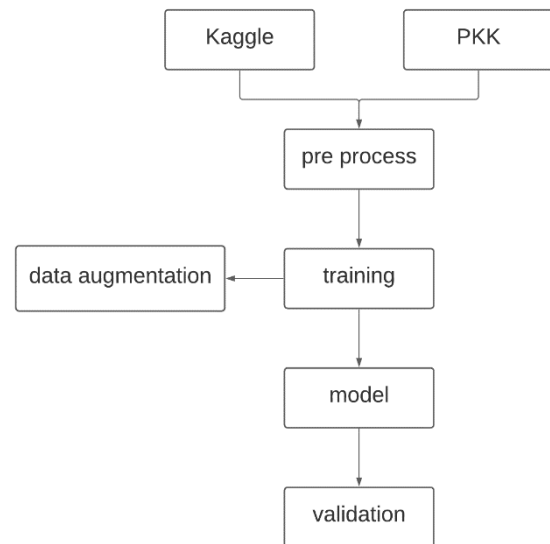 Kaggle
PKK
pre process
data augmentation
training
model
validation